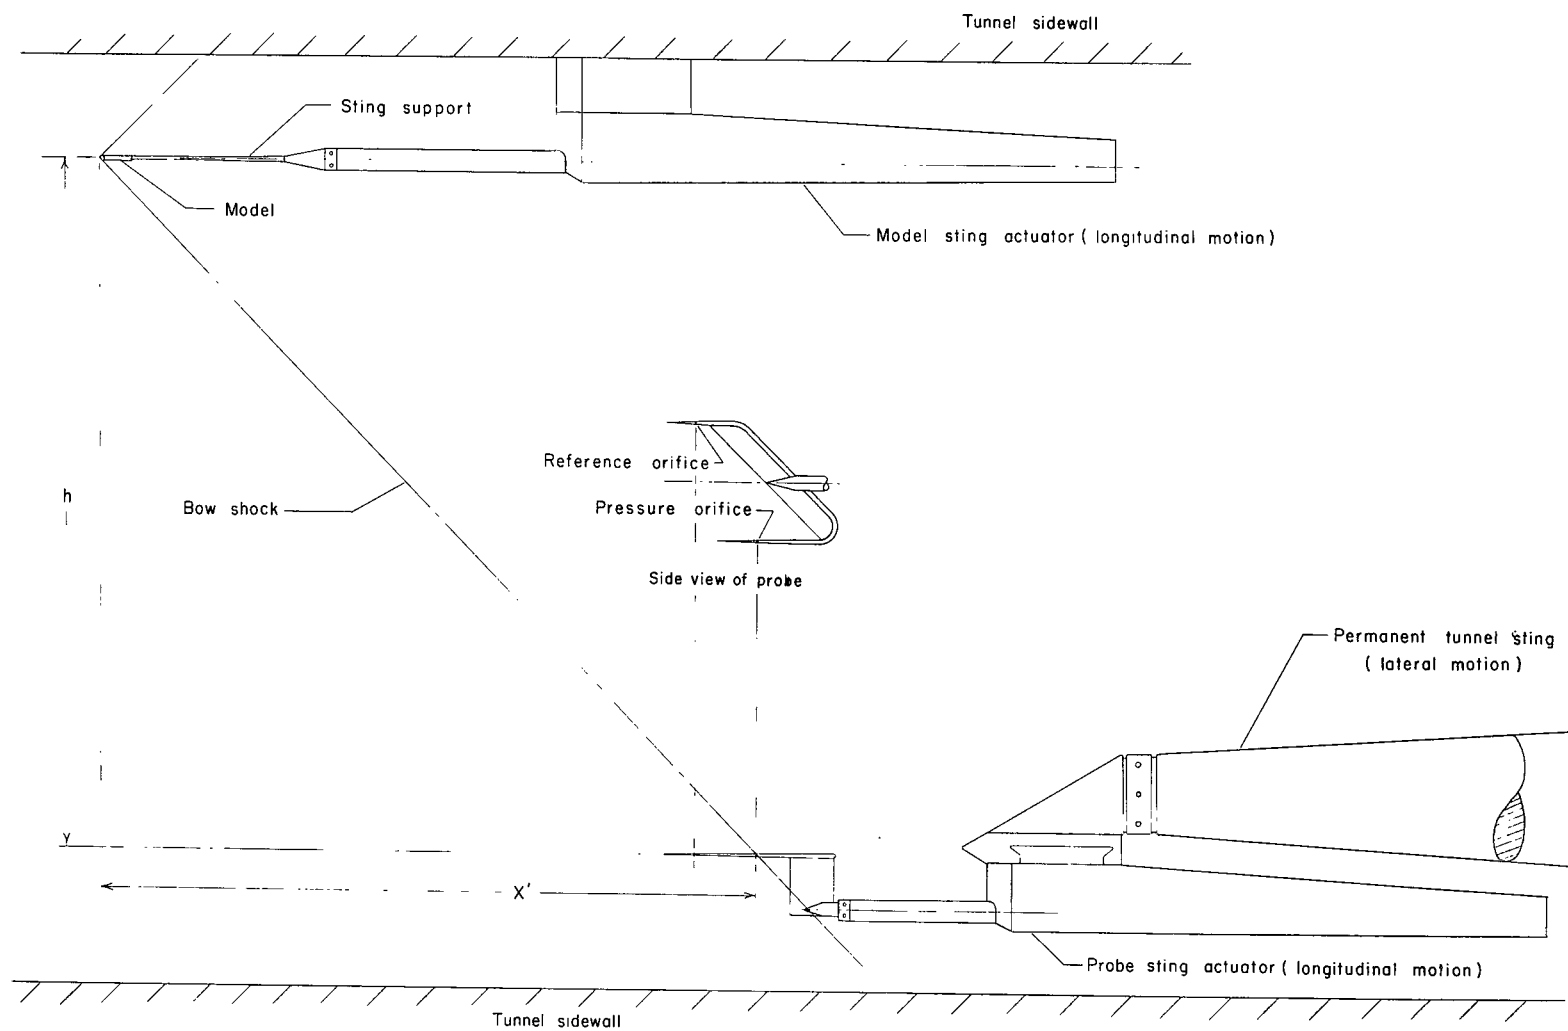 Tunnel sidewall
Sting support
Model
Model sting actuator ( longitudinal motion )
Reference orifice
h
Bow shock
Pressure orifice
Side view of probe
Permanent tunnel sting
( lateral motion )
y
X'
Probe sting actuator ( longitudinal motion )
Tunnel sidewall